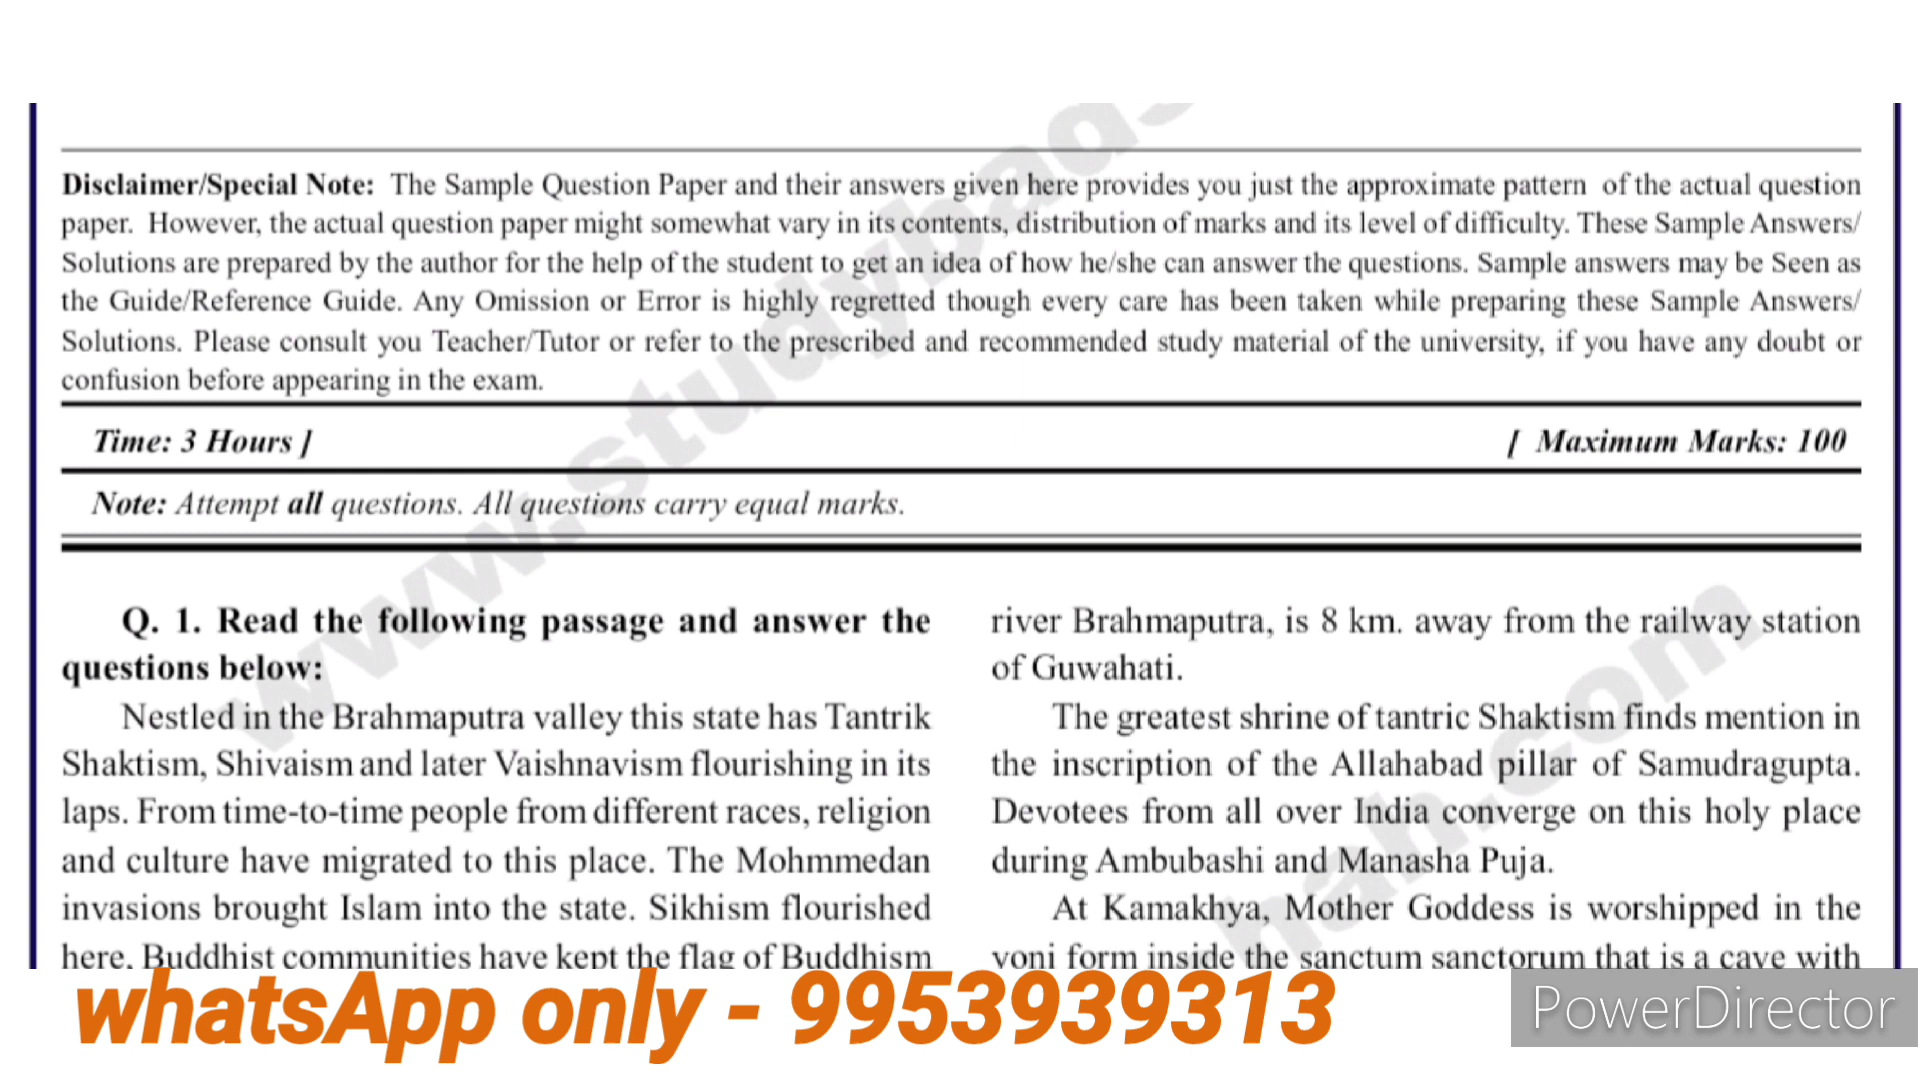 Disclaimer/Special Note: The Sample Question Paper and their answers given here provides you just the approximate pattern of the actual question
paper. However, the actual question paper might somewhat vary in its contents, distribution of marks and its level of difficulty. These Sample Answers/
Solutions are prepared by the author for the help of the student to get an idea of how he/she can answer the questions. Sample answers may be Seen as
the Guide/Reference Guide. Any Omission or Error is highly regretted though every care has been taken while preparing these Sample Answers/
Solutions. Please consult you Teacher/Tutor or refer to the prescribed and recommended study material of the university, if you have any doubt or
confusion before appearing in the exam.
Time: 3 Hours ]
[ Maximum Marks: 100
Note: Attempt all questions. All questions carry equal marks.
Q. 1. Read the following passage and answer the
questions below:
Nestled in the Brahmaputra valley this state has Tantrik
Shaktism, Shivaism and later Vaishnavism flourishing in its
laps. From time-to-time people from different races, religion
and culture have migrated to this place. The Mohmmedan
invasions brought Islam into the state. Sikhism flourished
here. Buddhist communities have kept the flag of Buddhism
river Brahmaputra, is 8 km. away from the railway station
of Guwahati.
The greatest shrine of tantric Shaktism finds mention in
the inscription of the Allahabad pillar of Samudragupta.
Devotees from all over India converge on this holy place
during Ambubashi and Manasha Puja.
At Kamakhya, Mother Goddess is worshipped in the
yoni form inside the sanctum sanctorum that is a cave with
whatsApp only - 9953939313
PowerDirector